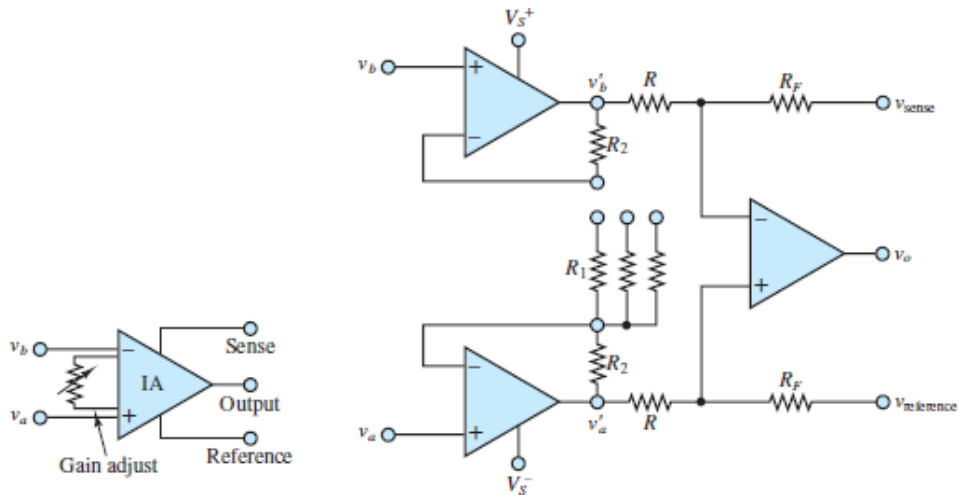 v_b
v_a
− IA +
Sense
Output
Reference
Gain adjust
V_S^+
v_b
+
−
v'_b
R
R_F
v_sense
R_2
R_1
−
+
v_o
R_2
−
+
v_a
v'_a
R
R_F
v_reference
V_S^−